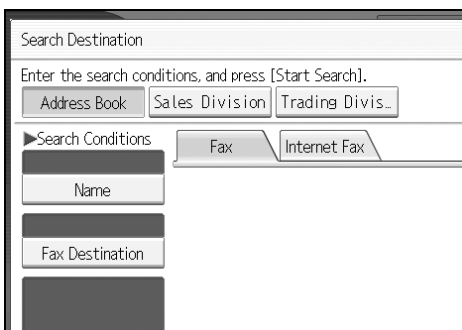 Search Destination
Enter the search conditions, and press [Start Search].
Address Book Sales Division Trading Divis...
▶Search Conditions Fax Internet Fax
Name
Fax Destination